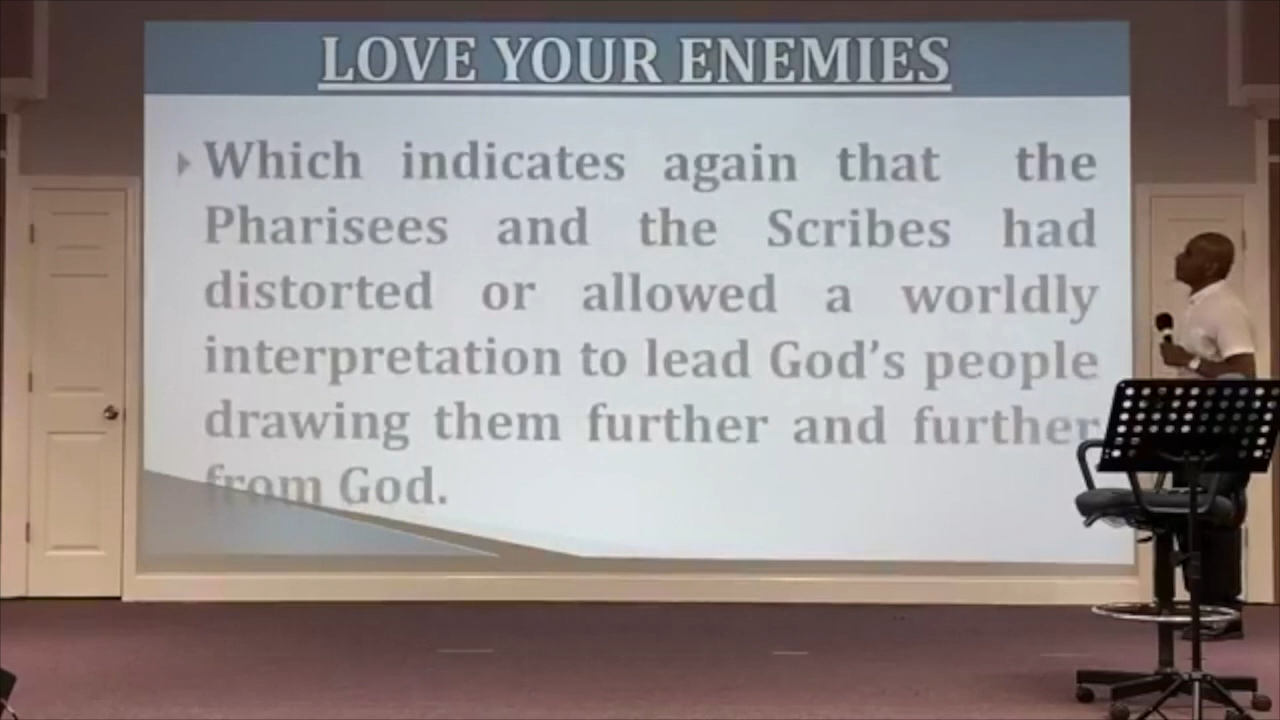 LOVE YOUR ENEMIES
Which indicates again that the
Pharisees and the Scribes had
distorted or allowed a worldly
interpretation to lead God’s people
drawing them further and further
from God.